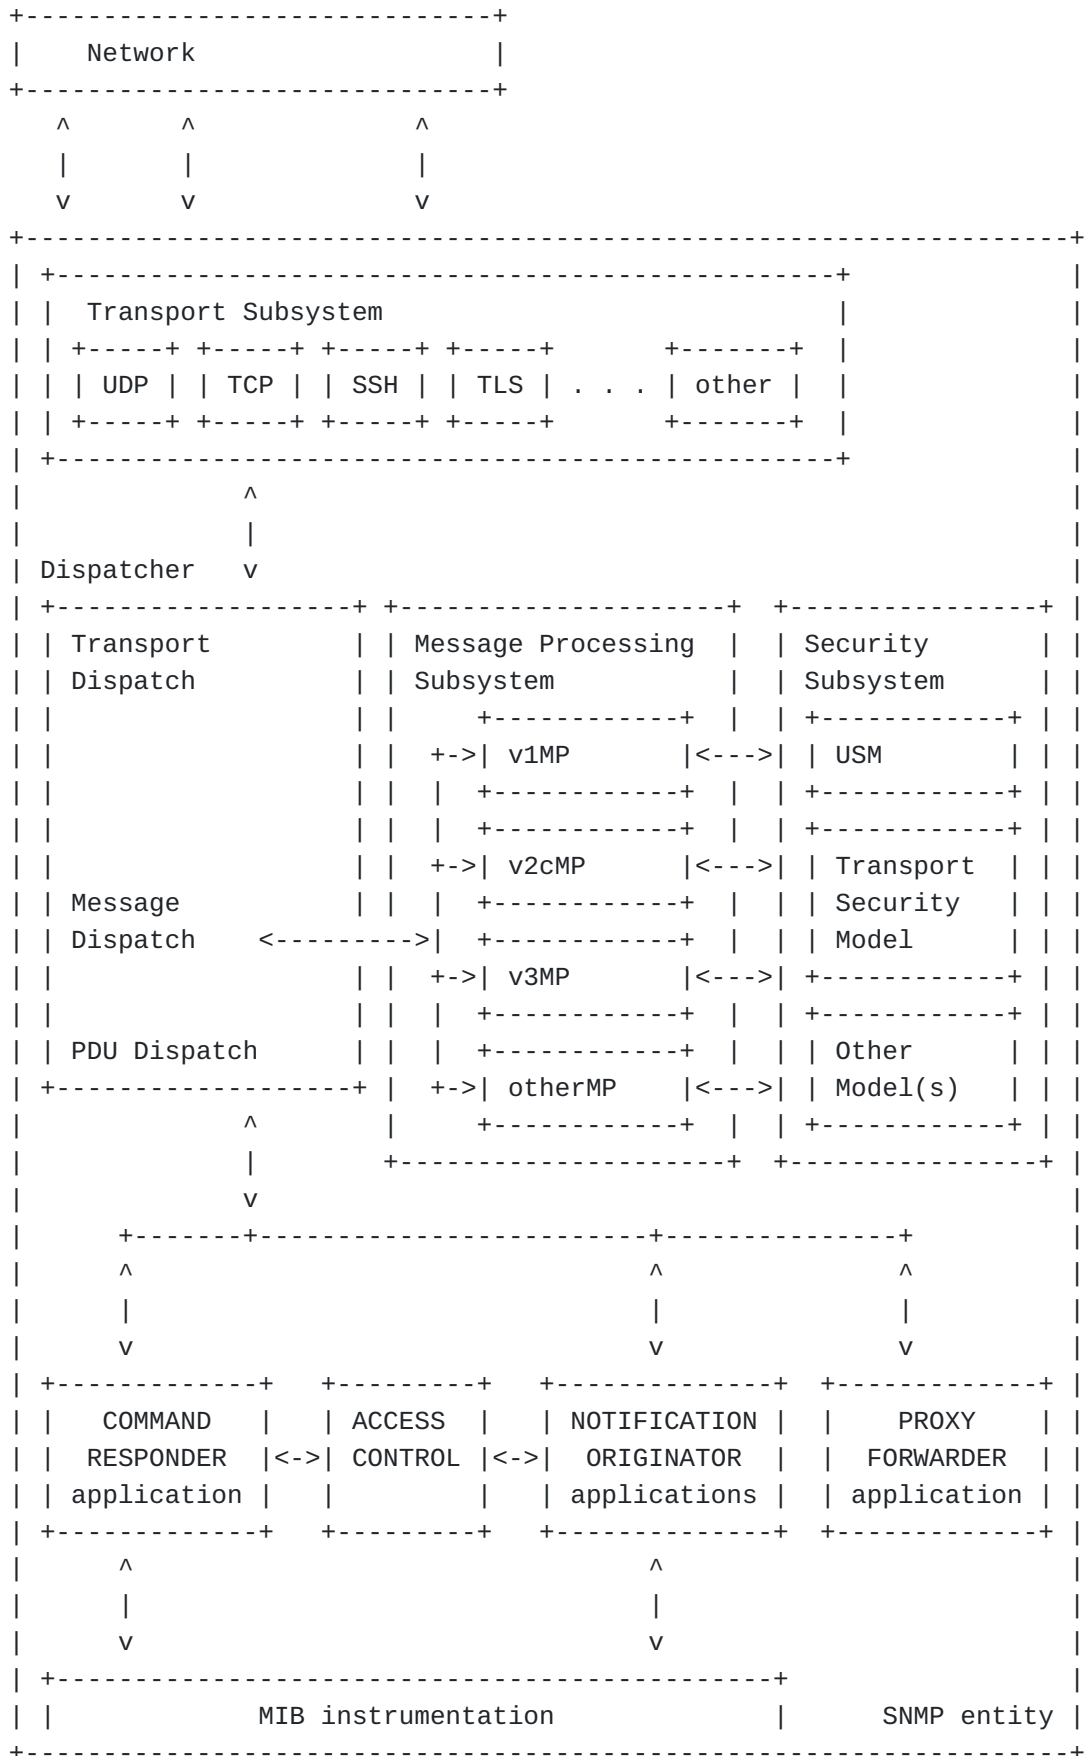 Network
Transport Subsystem
UDP TCP SSH TLS . . . other
Dispatcher
Transport Message Processing Security
Dispatch Subsystem Subsystem
v1MP USM
v2cMP Transport
Message Security
Dispatch Model
v3MP
PDU Dispatch Other
otherMP Model(s)
COMMAND ACCESS NOTIFICATION PROXY
RESPONDER CONTROL ORIGINATOR FORWARDER
application applications application
MIB instrumentation SNMP entity